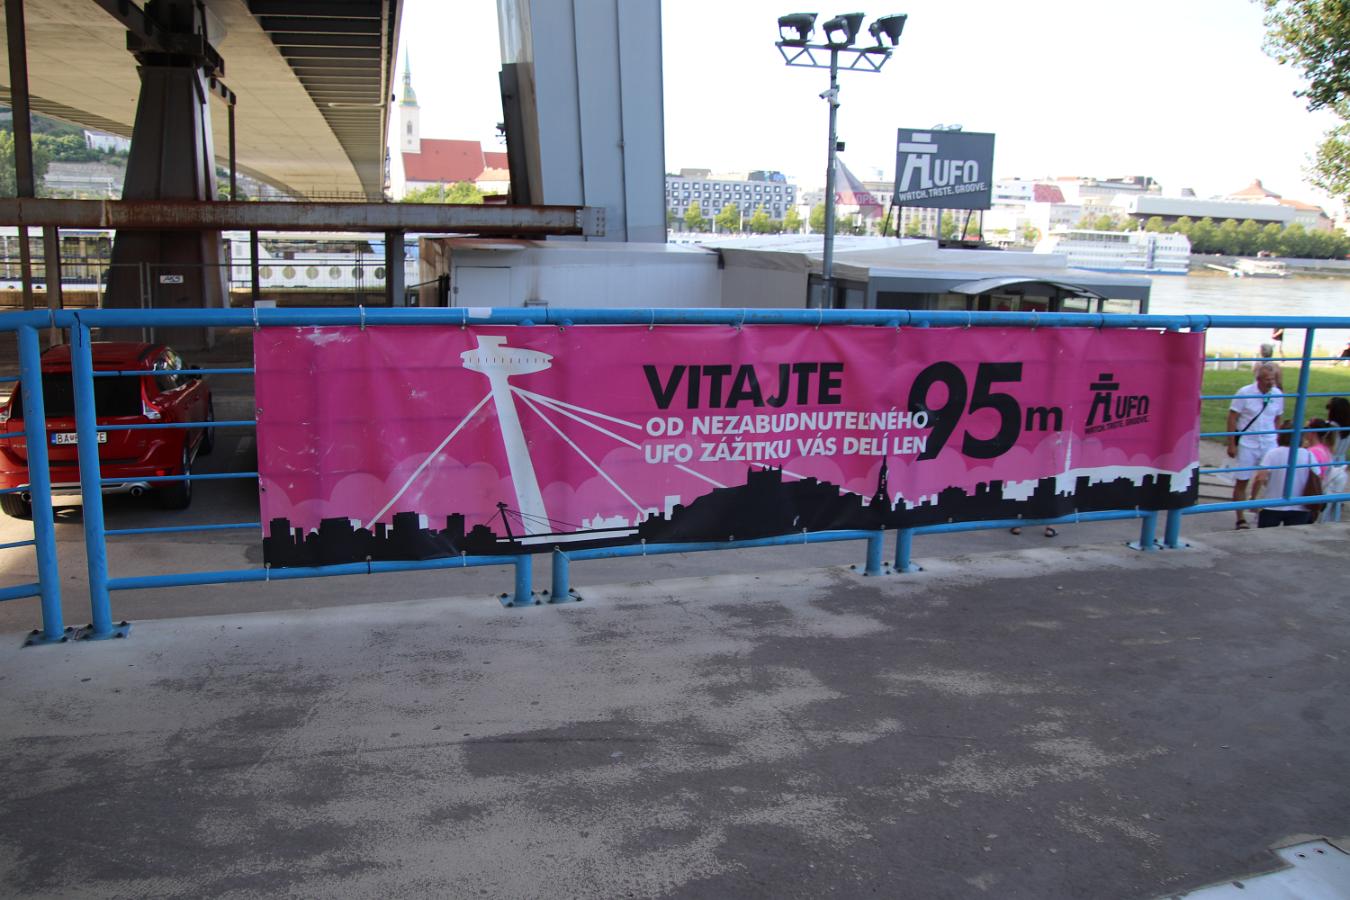 UFO
WATCH. TASTE. GROOVE.
VITAJTE
OD NEZABUDNUTEĽNÉHO
UFO ZÁŽITKU VÁS DELÍ LEN
95m
UFO
WATCH. TASTE. GROOVE.